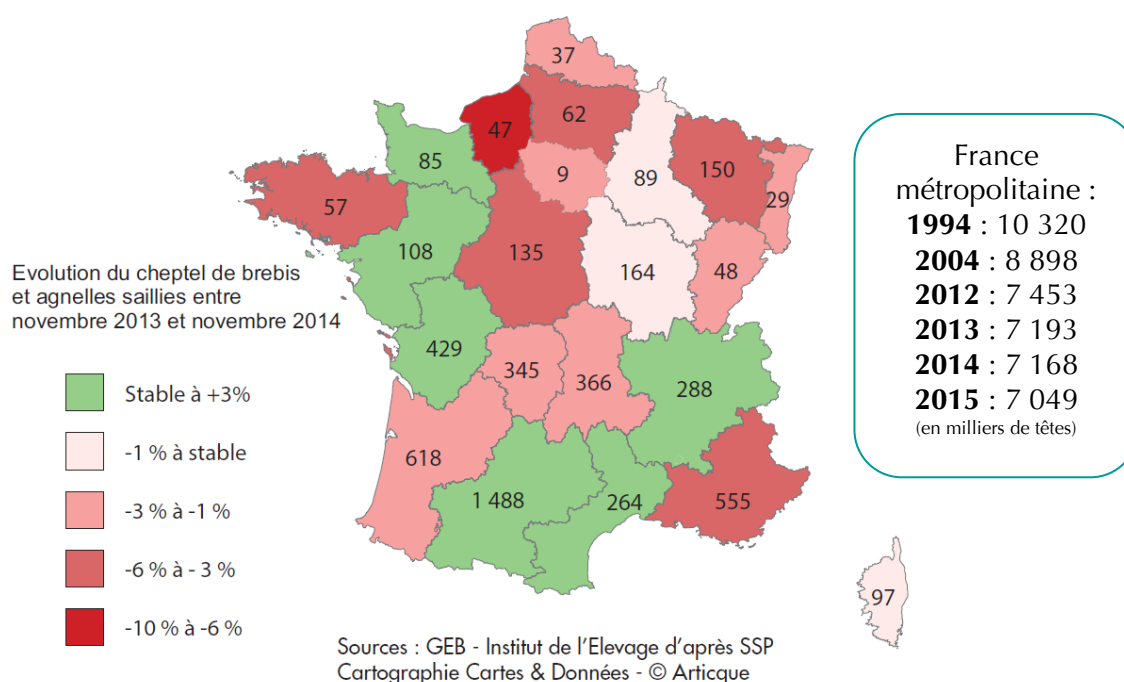 37
62
47
85
9
89
150
29
57
108
135
164
48
Evolution du cheptel de brebis
et agnelles saillies entre
novembre 2013 et novembre 2014
429
345
366
288
618
1 488
264
555
97
Stable à +3%
-1 % à stable
-3 % à -1 %
-6 % à - 3 %
-10 % à -6 %
France
métropolitaine :
1994 : 10 320
2004 : 8 898
2012 : 7 453
2013 : 7 193
2014 : 7 168
2015 : 7 049
(en milliers de têtes)
Sources : GEB - Institut de l'Elevage d'après SSP
Cartographie Cartes & Données - © Articque